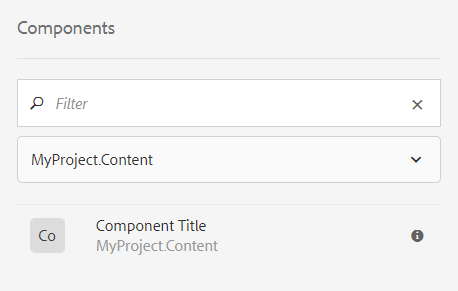 Components
Filter
MyProject.Content
Co
Component Title
MyProject.Content